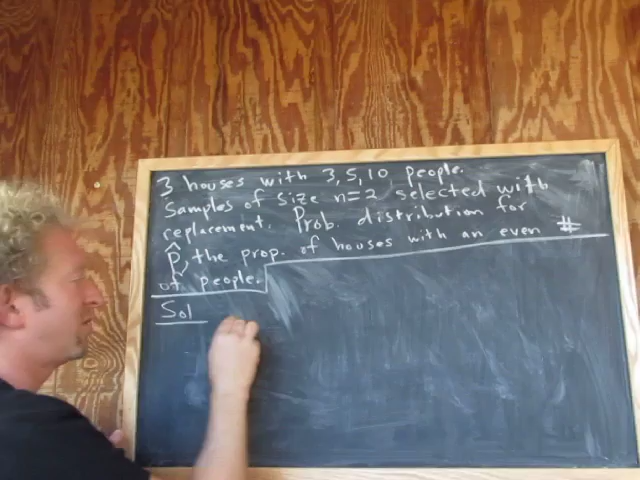 3 houses with 3, 5, 10 people.
Samples of size n=2 selected with
replacement. Prob. distribution for
p̂, the prop. of houses with an even #
of people.
Sol